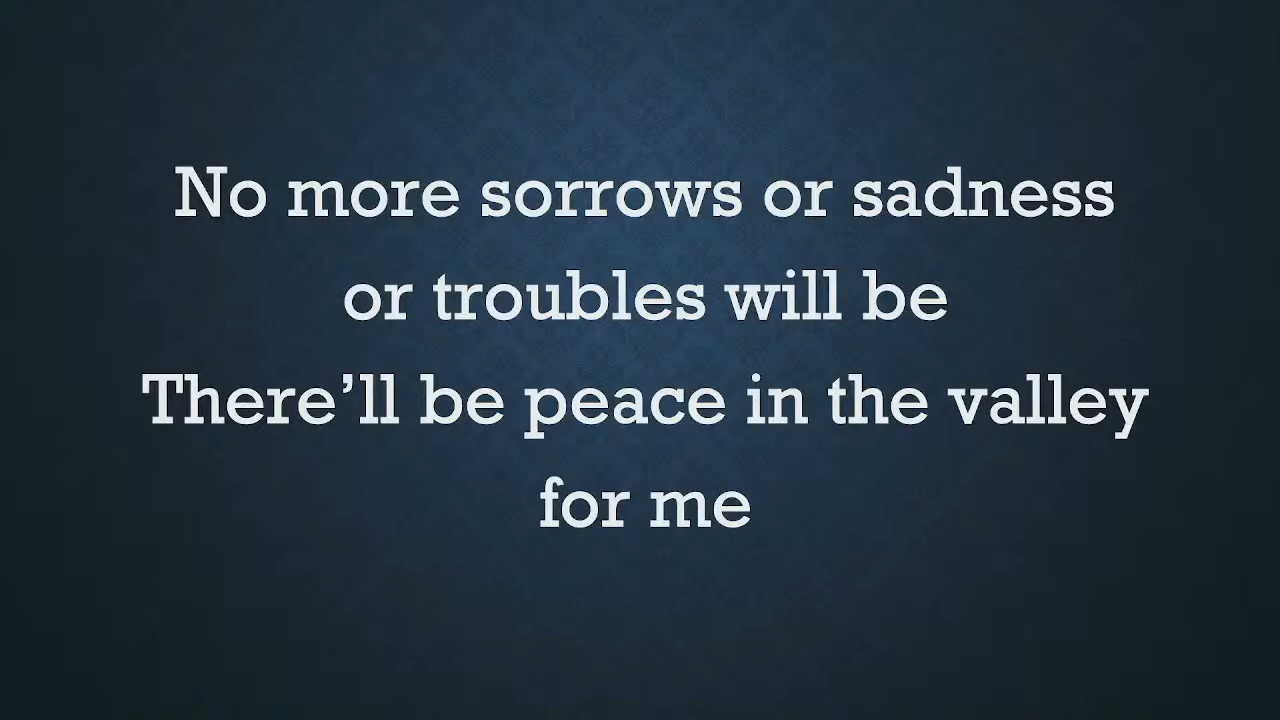 No more sorrows or sadness
or troubles will be
There’ll be peace in the valley
for me